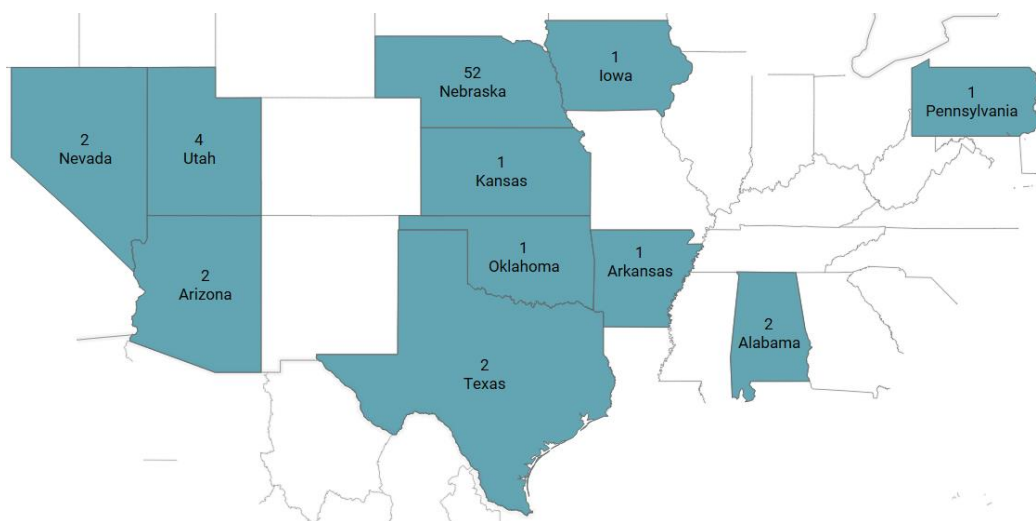 1
Iowa
52
Nebraska
1
Pennsylvania
2
Nevada
4
Utah
1
Kansas
1
Oklahoma
1
Arkansas
2
Arizona
2
Alabama
2
Texas